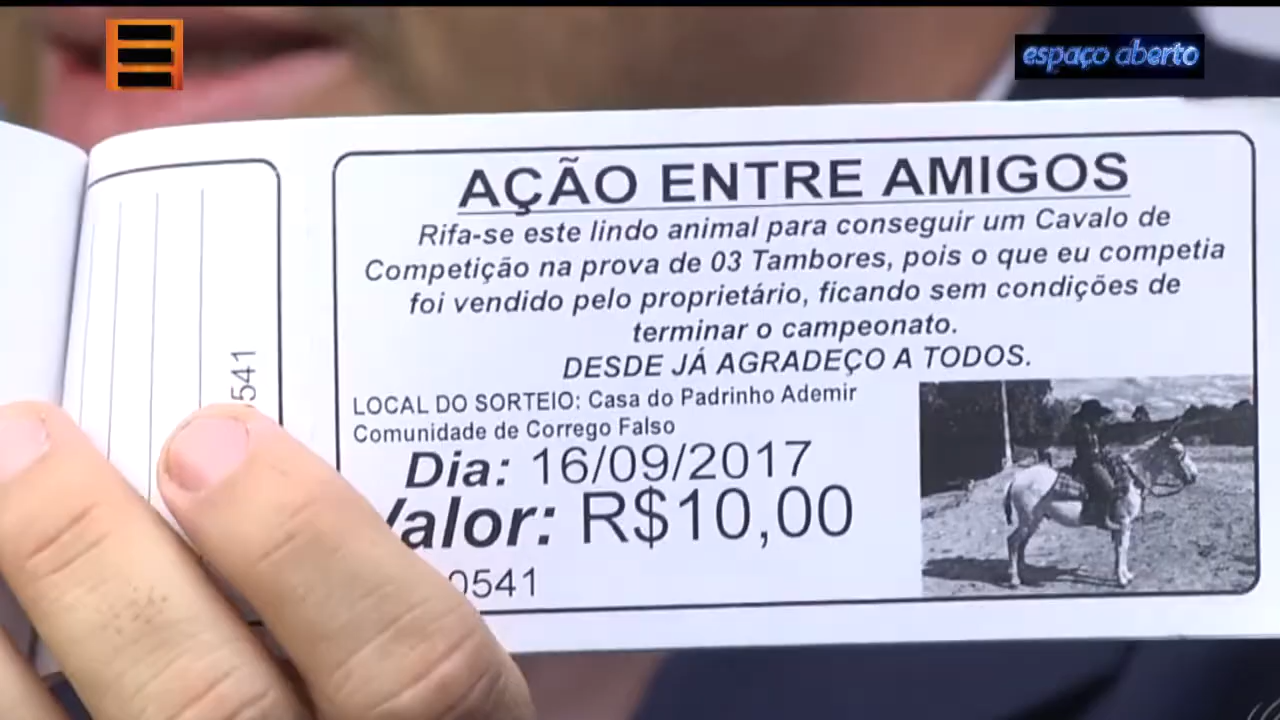 espaço aberto
AÇÃO ENTRE AMIGOS
Rifa-se este lindo animal para conseguir um Cavalo de
Competição na prova de 03 Tambores, pois o que eu competia
foi vendido pelo proprietário, ficando sem condições de
terminar o campeonato.
DESDE JÁ AGRADEÇO A TODOS.
LOCAL DO SORTEIO: Casa do Padrinho Ademir
Comunidade de Corrego Falso
Dia: 16/09/2017
Valor: R$10,00
0541
541